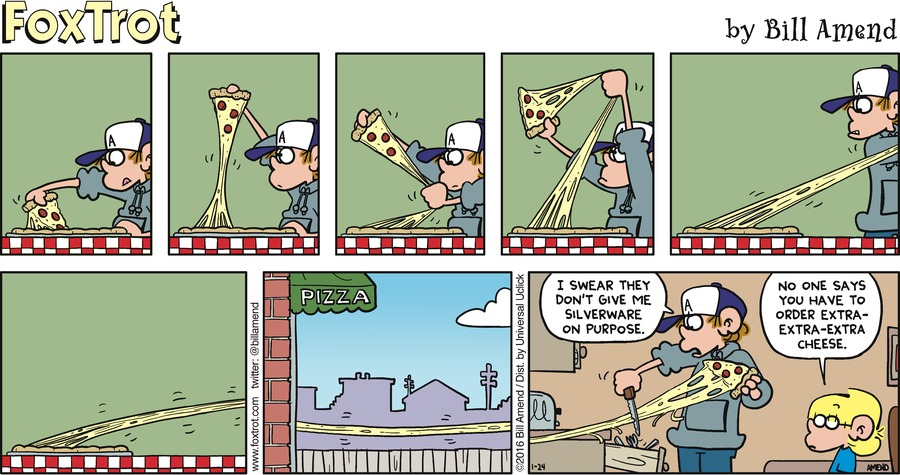 FoxTrot
by Bill Amend
A
A
A
A
A
www.foxtrot.com twitter: @billamend
PIZZA
©2016 Bill Amend / Dist. by Universal Uclick
I SWEAR THEY
DON'T GIVE ME
SILVERWARE
ON PURPOSE.
A
NO ONE SAYS
YOU HAVE TO
ORDER EXTRA-
EXTRA-EXTRA
CHEESE.
1-24
AMEND